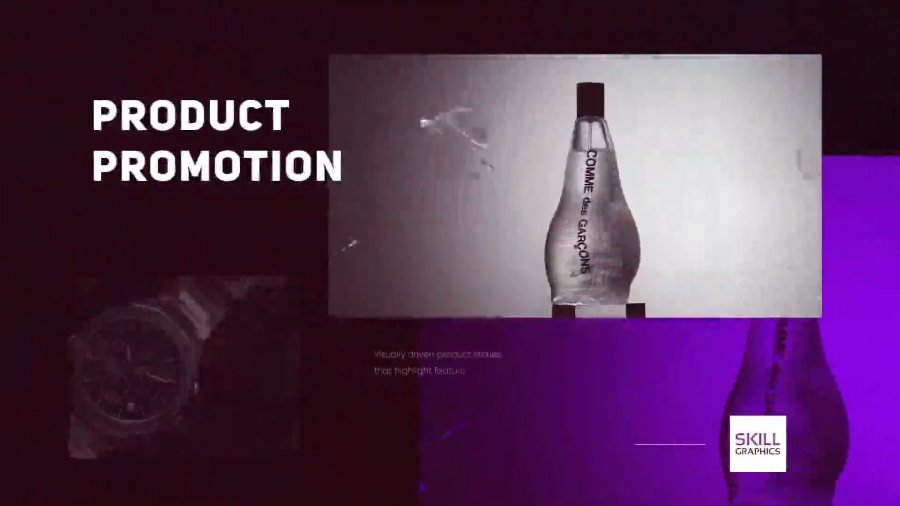 PRODUCT
PROMOTION
COMME des GARÇONS
Visually driven product stories
that highlight feature
SKILL
GRAPHICS